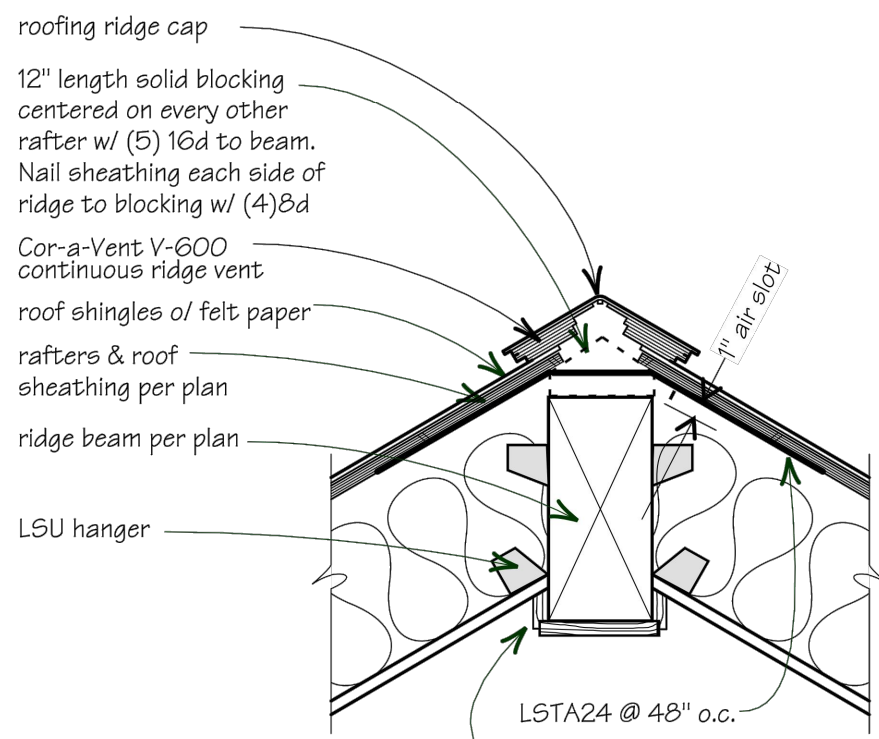 roofing ridge cap
12" length solid blocking
centered on every other
rafter w/ (5) 16d to beam.
Nail sheathing each side of
ridge to blocking w/ (4)8d
Cor-a-Vent V-600
continuous ridge vent
roof shingles o/ felt paper
rafters & roof
sheathing per plan
ridge beam per plan
LSU hanger
1" air slot
LSTA24 @ 48" o.c.